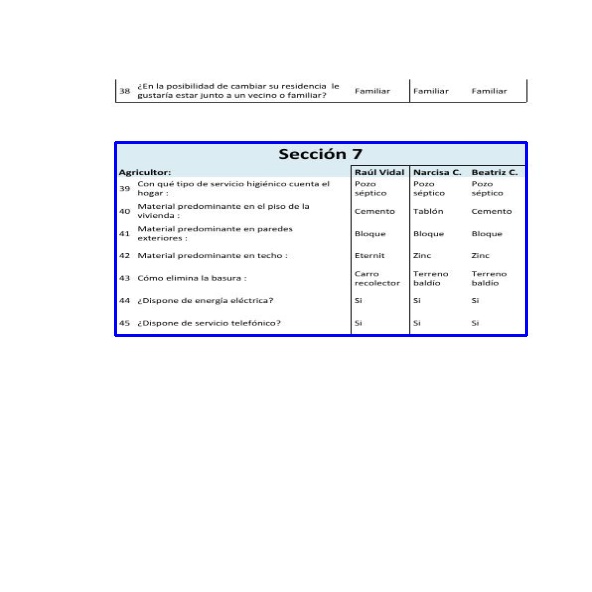 38 ¿En la posibilidad de cambiar su residencia le gustaría estar junto a un vecino o familiar? Familiar Familiar Familiar
Sección 7
Agricultor: Raúl Vidal Narcisa C. Beatriz C.
39 Con qué tipo de servicio higiénico cuenta el hogar : Pozo séptico Pozo séptico Pozo séptico
40 Material predominante en el piso de la vivienda : Cemento Tablón Cemento
41 Material predominante en paredes exteriores : Bloque Bloque Bloque
42 Material predominante en techo : Eternit Zinc Zinc
43 Cómo elimina la basura : Carro recolector Terreno baldío Terreno baldío
44 ¿Dispone de energía eléctrica? Si Si Si
45 ¿Dispone de servicio telefónico? Si Si Si